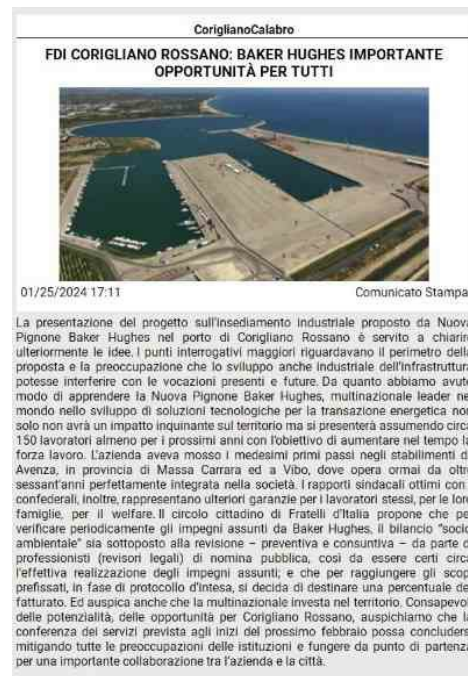 CoriglianoCalabro
FDI CORIGLIANO ROSSANO: BAKER HUGHES IMPORTANTE
OPPORTUNITÀ PER TUTTI
01/25/2024 17:11 Comunicato Stampa
La presentazione del progetto sull'insediamento industriale proposto da Nuova
Pignone Baker Hughes nel porto di Corigliano Rossano è servito a chiarire
ulteriormente le idee. I punti interrogativi maggiori riguardavano il perimetro della
proposta e la preoccupazione che lo sviluppo anche industriale dell'infrastruttura
potesse interferire con le vocazioni presenti e future. Da quanto abbiamo avuto
modo di apprendere la Nuova Pignone Baker Hughes, multinazionale leader nel
mondo nello sviluppo di soluzioni tecnologiche per la transazione energetica non
solo non avrà un impatto inquinante sul territorio ma si presenterà assumendo circa
150 lavoratori almeno per i prossimi anni con l'obiettivo di aumentare nel tempo la
forza lavoro. L'azienda aveva mosso i medesimi primi passi negli stabilimenti di
Avenza, in provincia di Massa Carrara ed a Vibo, dove opera ormai da oltre
sessant'anni perfettamente integrata nella società. I rapporti sindacali ottimi con i
confederali, inoltre, rappresentano ulteriori garanzie per i lavoratori stessi, per le loro
famiglie, per il welfare. Il circolo cittadino di Fratelli d'Italia propone che per
verificare periodicamente gli impegni assunti da Baker Hughes, il bilancio "socio
ambientale" sia sottoposto alla revisione – preventiva e consuntiva – da parte di
professionisti (revisori legali) di nomina pubblica, così da essere certi circa
l'effettiva realizzazione degli impegni assunti; e che per raggiungere gli scopi
prefissati, in fase di protocollo d'intesa, si decida di destinare una percentuale del
fatturato. Ed auspica anche che la multinazionale investa nel territorio. Consapevoli
delle potenzialità, delle opportunità per Corigliano Rossano, auspichiamo che la
conferenza dei servizi prevista agli inizi del prossimo febbraio possa concludersi
mitigando tutte le preoccupazioni delle istituzioni e fungere da punto di partenza
per una importante collaborazione tra l'azienda e la città.